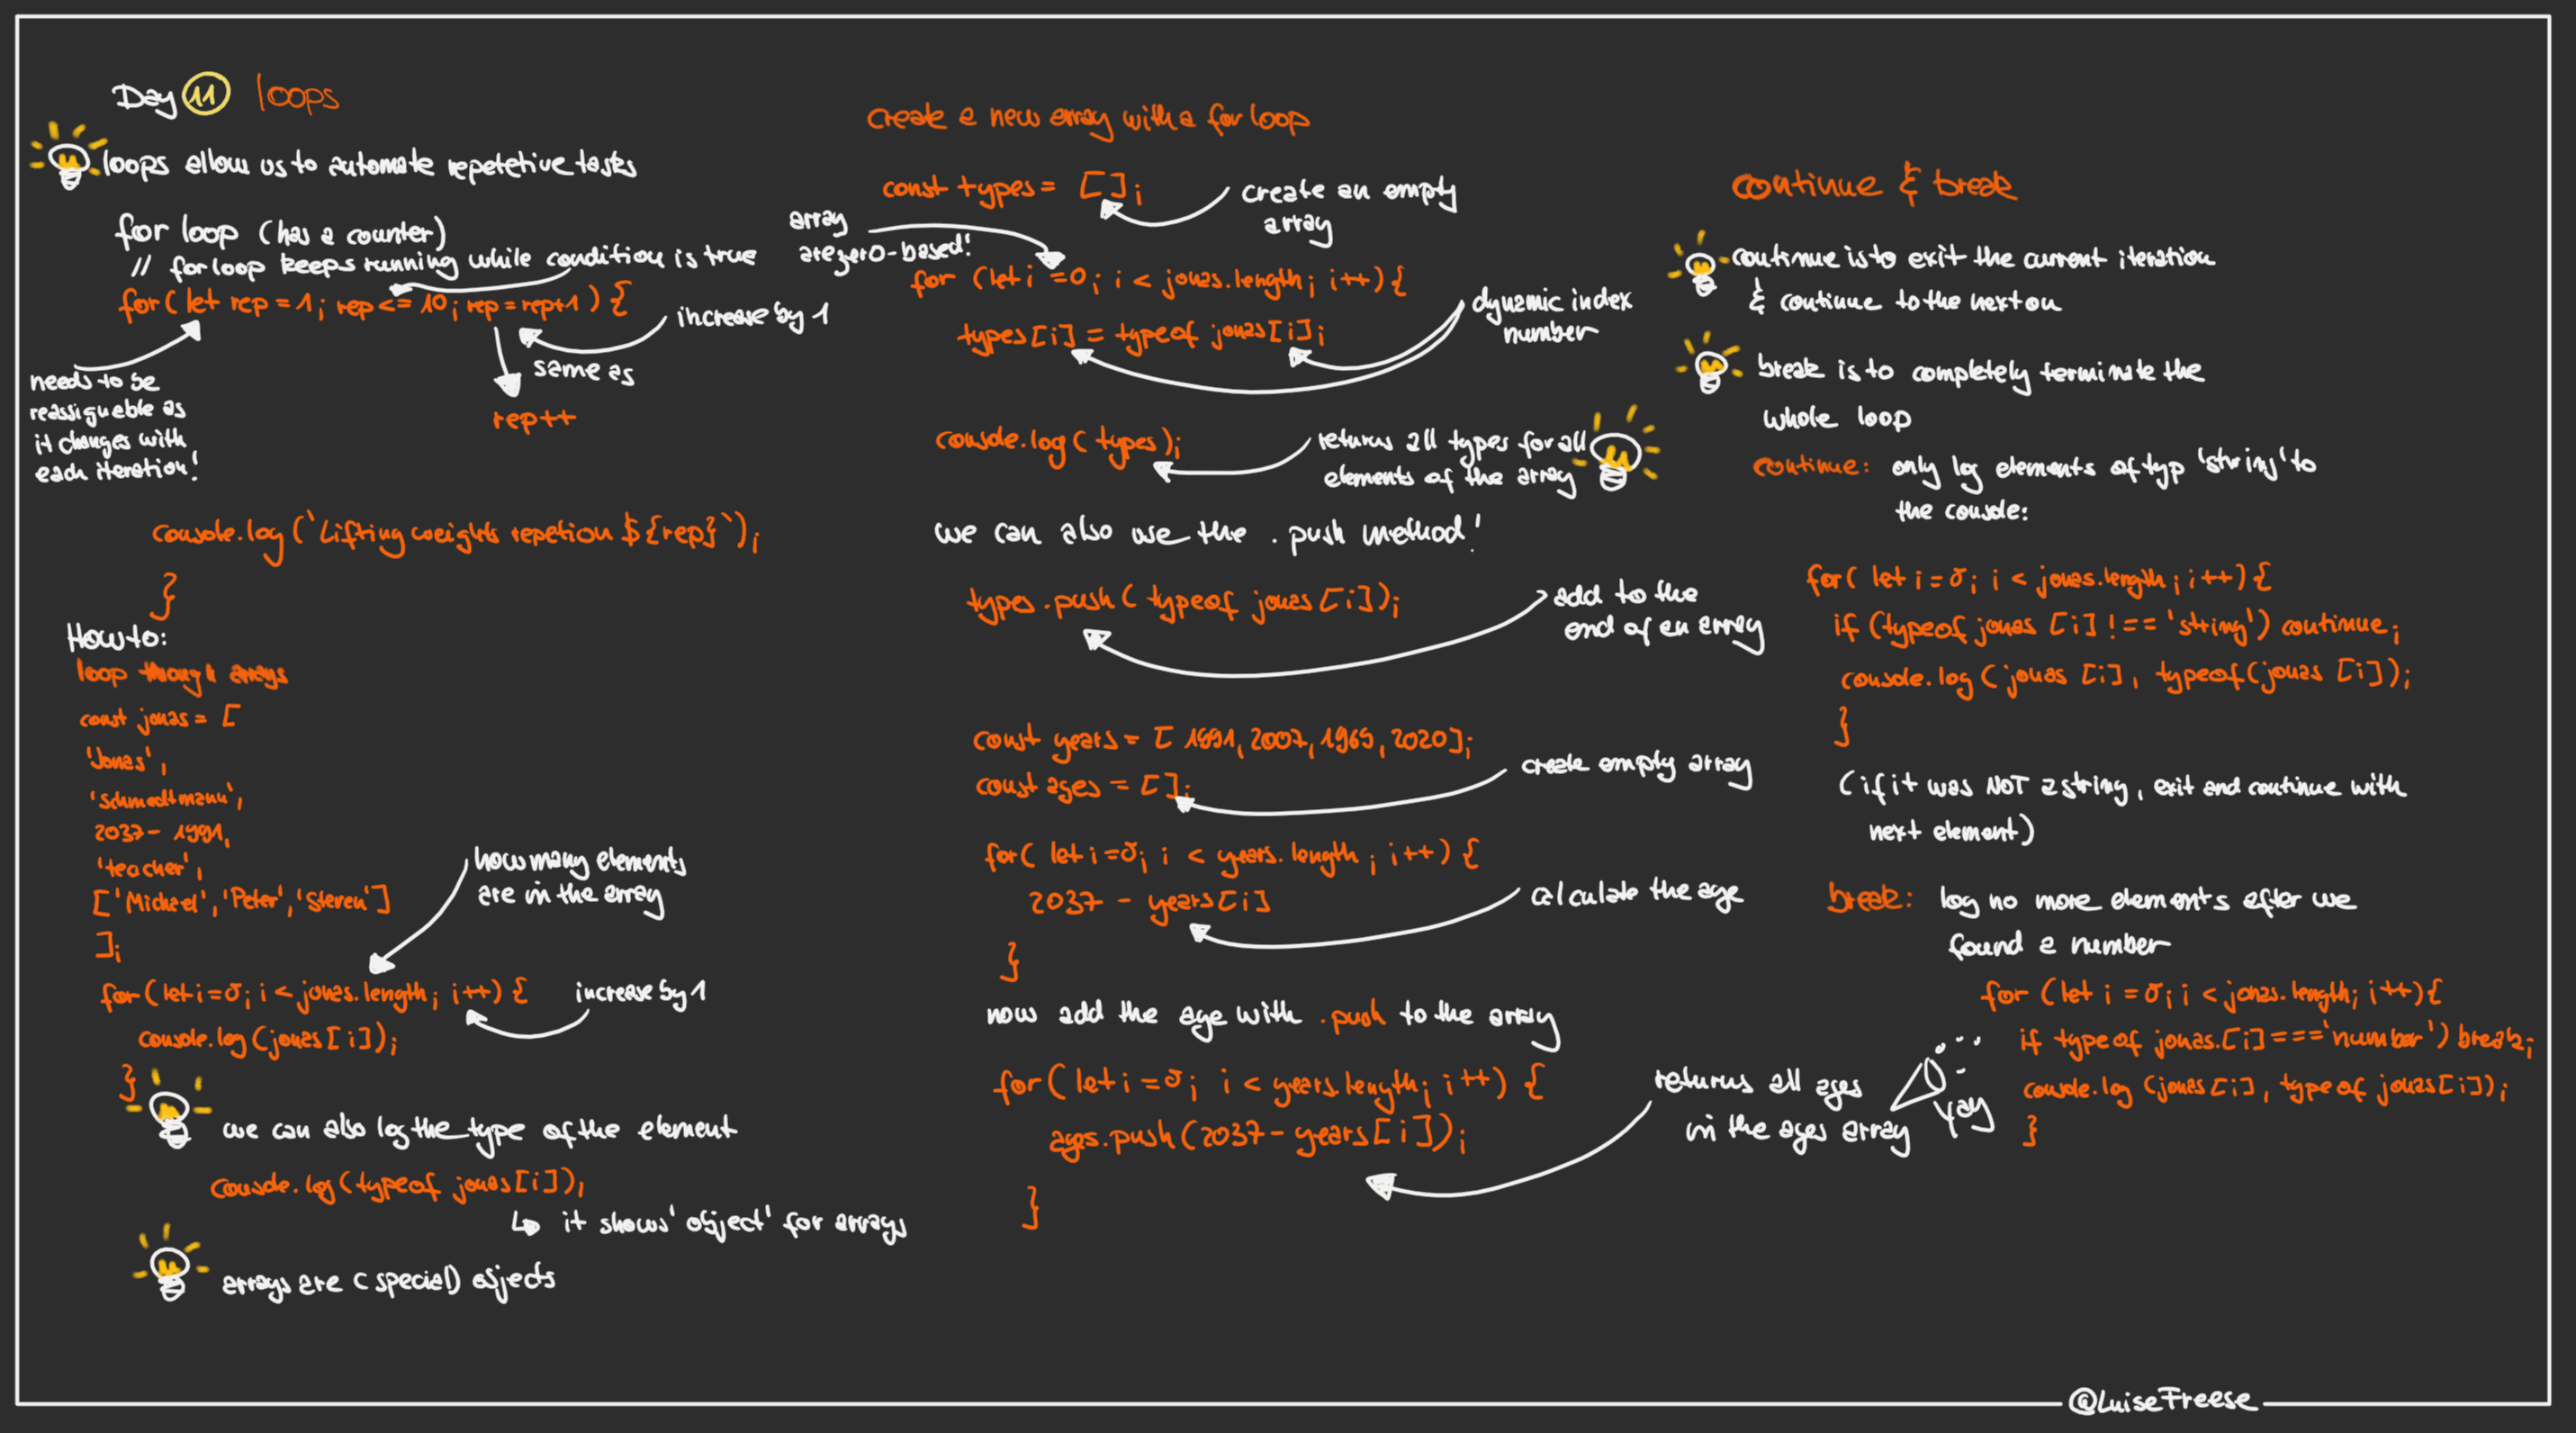 Day 11 loops
loops allow us to automate repetetive tasks
for loop (has a counter)
// for loop keeps running while condition is true
for( let rep = 1; rep <= 10; rep = rep+1 ) {
increase by 1
needs to be
reassigneble as
it changes with
each iteration!
same as
rep++
console.log(`Lifting weights repetion ${rep}`);
}
How to:
loop through arrays
const jonas = [
'Jonas',
'schmedtmann',
2037 - 1991,
'teacher',
['Michael', 'Peter', 'Steven']
];
how many elements
are in the array
for (let i=0; i < jonas.length; i++) {
increase by 1
console.log(jonas[i]);
}
we can also log the type of the element
console.log(typeof jonas[i]);
↳ it shows 'object' for arrays
arrays are (special) objects
create a new array with a for loop
const types = [];
create an empty
array
array
are zero-based!
for (let i =0; i < jonas.length; i++){
types[i] = typeof jonas[i];
dynamic index
number
console.log(types);
returns all types for all
elements of the array
we can also use the .push method!
types.push( typeof jonas[i]);
add to the
end of an array
const years = [ 1991, 2007, 1969, 2020];
const ages = [];
create empty array
for( let i=0; i < years.length; i++) {
2037 - years[i]
calculate the age
}
now add the age with .push to the array
for( let i=0; i < years.length; i++) {
ages.push(2037-years[i]);
}
returns all ages
in the ages array
yay
continue & break
continue is to exit the current iteration
& continue to the next on
break is to completely terminate the
whole loop
continue: only log elements of typ 'string' to
the console:
for( let i=0; i < jonas.length; i++){
if (typeof jonas [i] !== 'string') continue;
console.log (jonas [i], typeof(jonas [i]);
}
(if it was NOT a string, exit and continue with
next element)
break: log no more elements after we
found a number
for (let i =0; i < jonas.length; i++){
if typeof jonas.[i] === 'number') break;
console.log (jonas[i], typeof jonas[i]);
}
@LuiseFreese